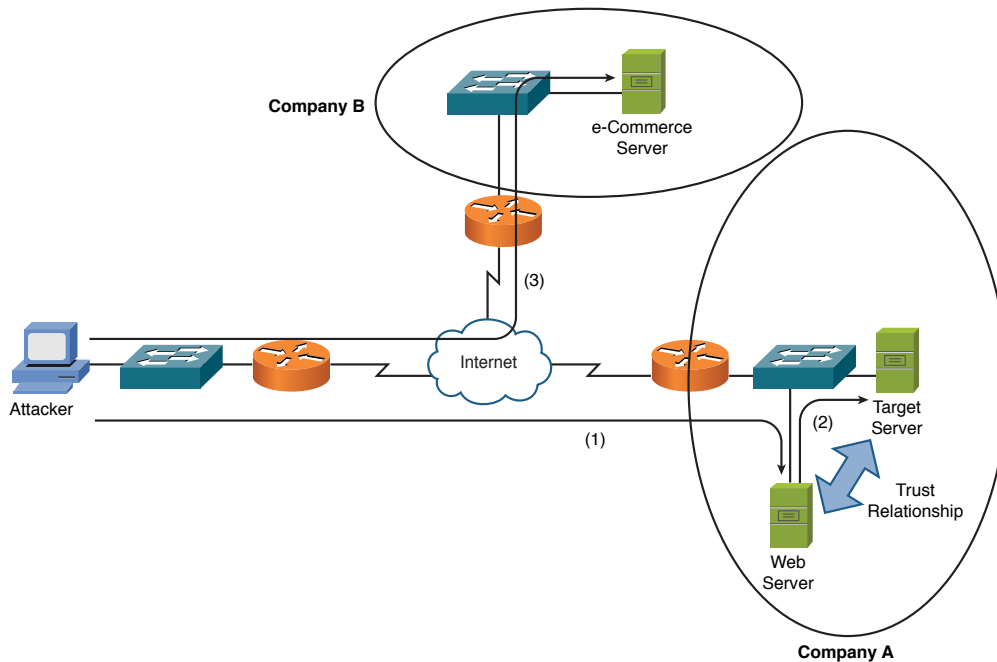 Company B
e-Commerce
Server
(3)
Internet
Attacker
(1)
(2)
Target
Server
Trust
Relationship
Web
Server
Company A